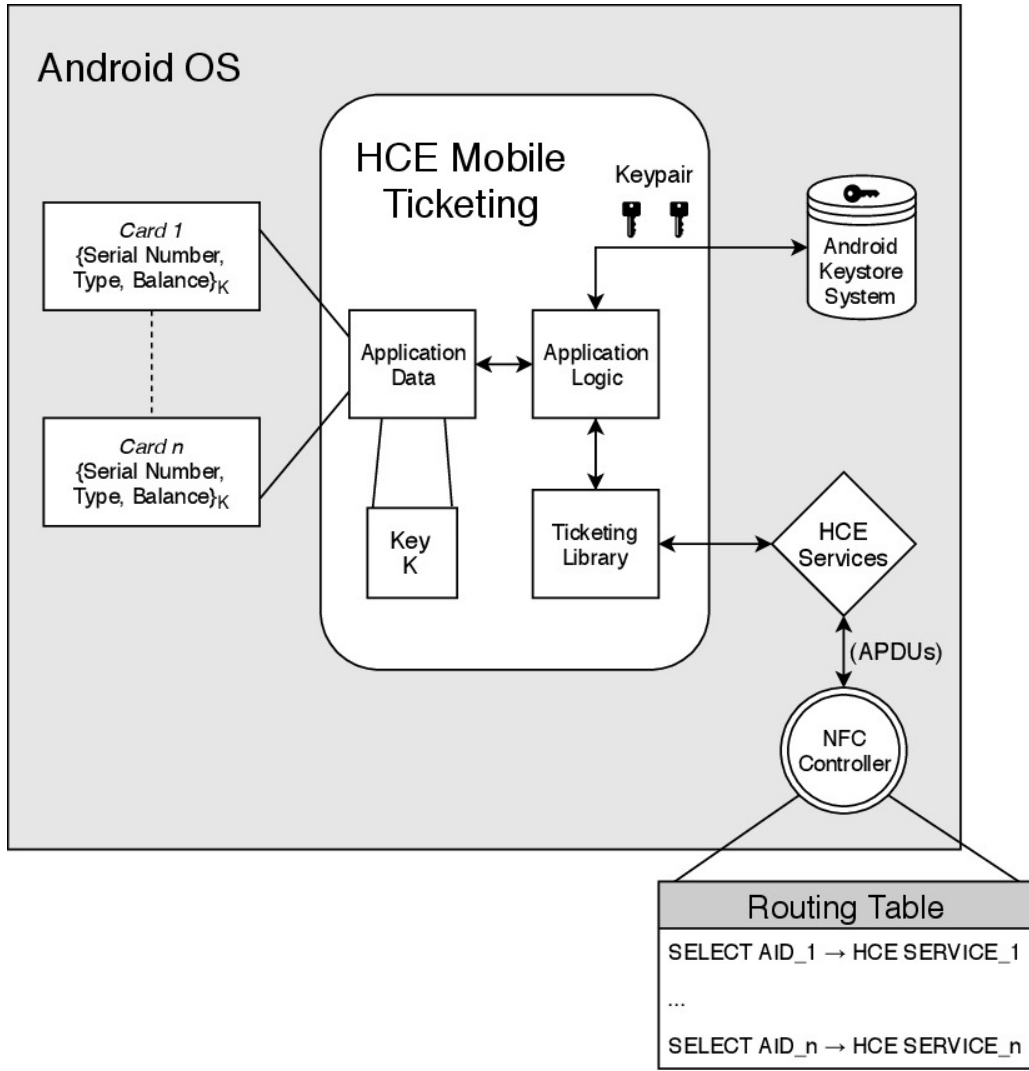 Android OS
HCE Mobile
Ticketing
Keypair
Card 1
{Serial Number,
Type, Balance}K
Android
Keystore
System
Application
Data
Application
Logic
Card n
{Serial Number,
Type, Balance}K
Key
K
Ticketing
Library
HCE
Services
(APDUs)
NFC
Controller
Routing Table
SELECT AID_1 → HCE SERVICE_1
...
SELECT AID_n → HCE SERVICE_n